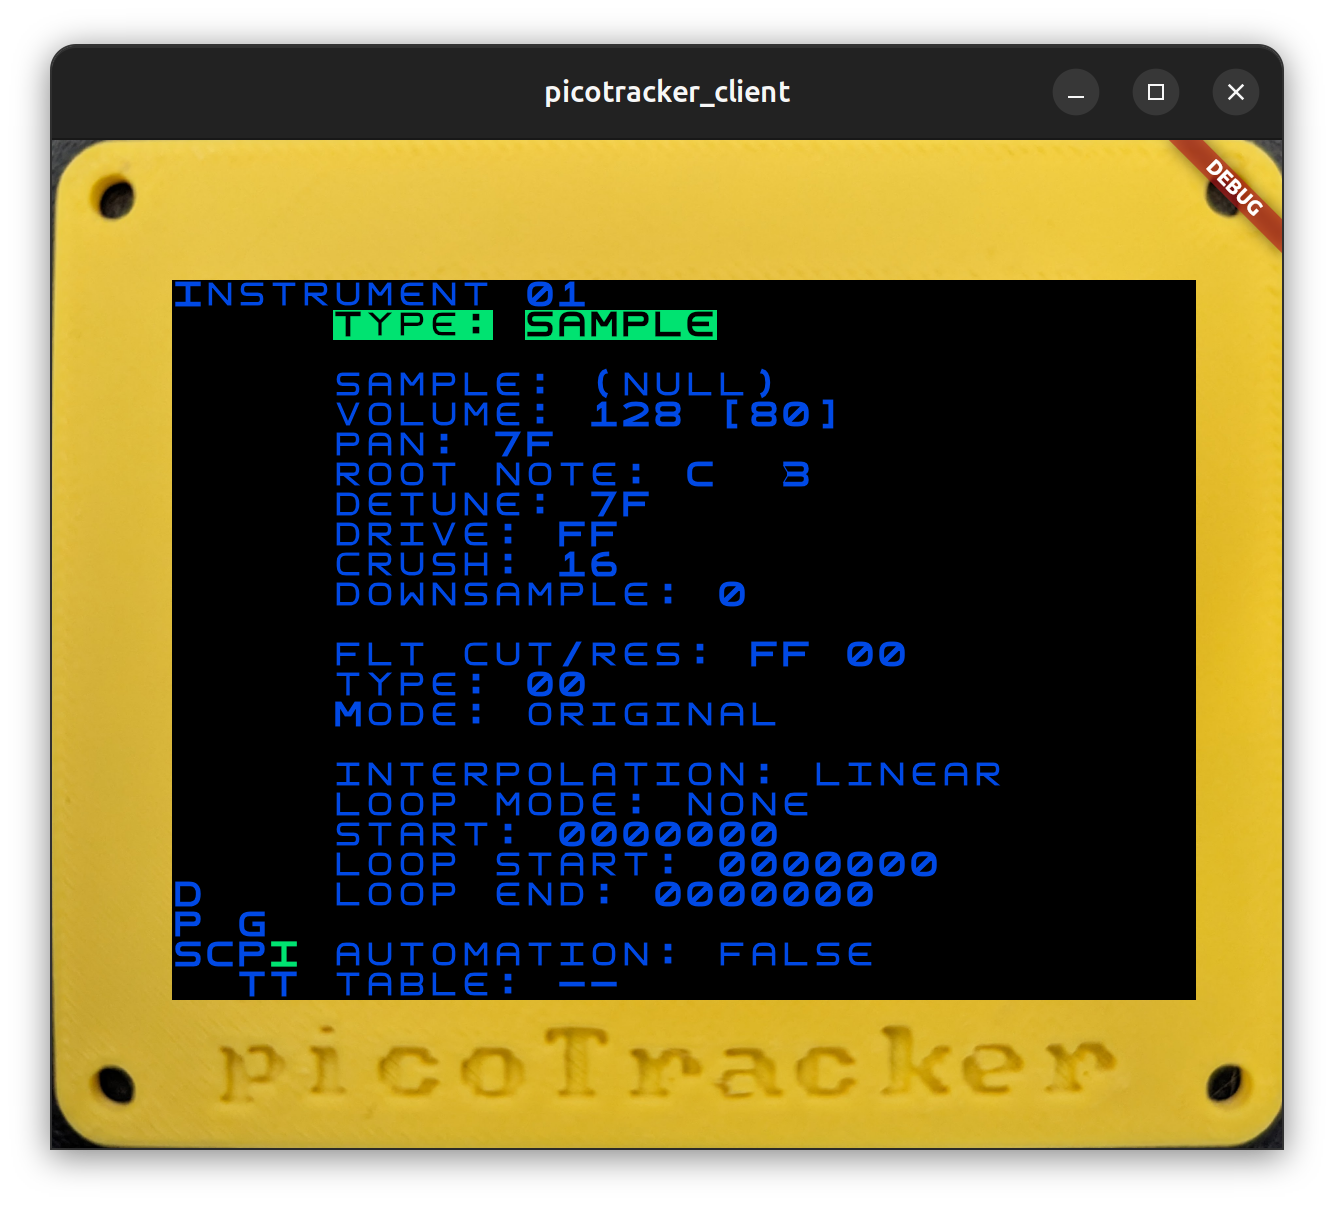 picotracker_client
DEBUG
INSTRUMENT 01
TYPE: SAMPLE
SAMPLE: (NULL)
VOLUME: 128 [80]
PAN: 7F
ROOT NOTE: C  3
DETUNE: 7F
DRIVE: FF
CRUSH: 16
DOWNSAMPLE: 0
FLT CUT/RES: FF 00
TYPE: 00
MODE: ORIGINAL
INTERPOLATION: LINEAR
LOOP MODE: NONE
START: 0000000
LOOP START: 0000000
D LOOP END: 0000000
P G
SCPI AUTOMATION: FALSE
TT TABLE: --
picoTracker